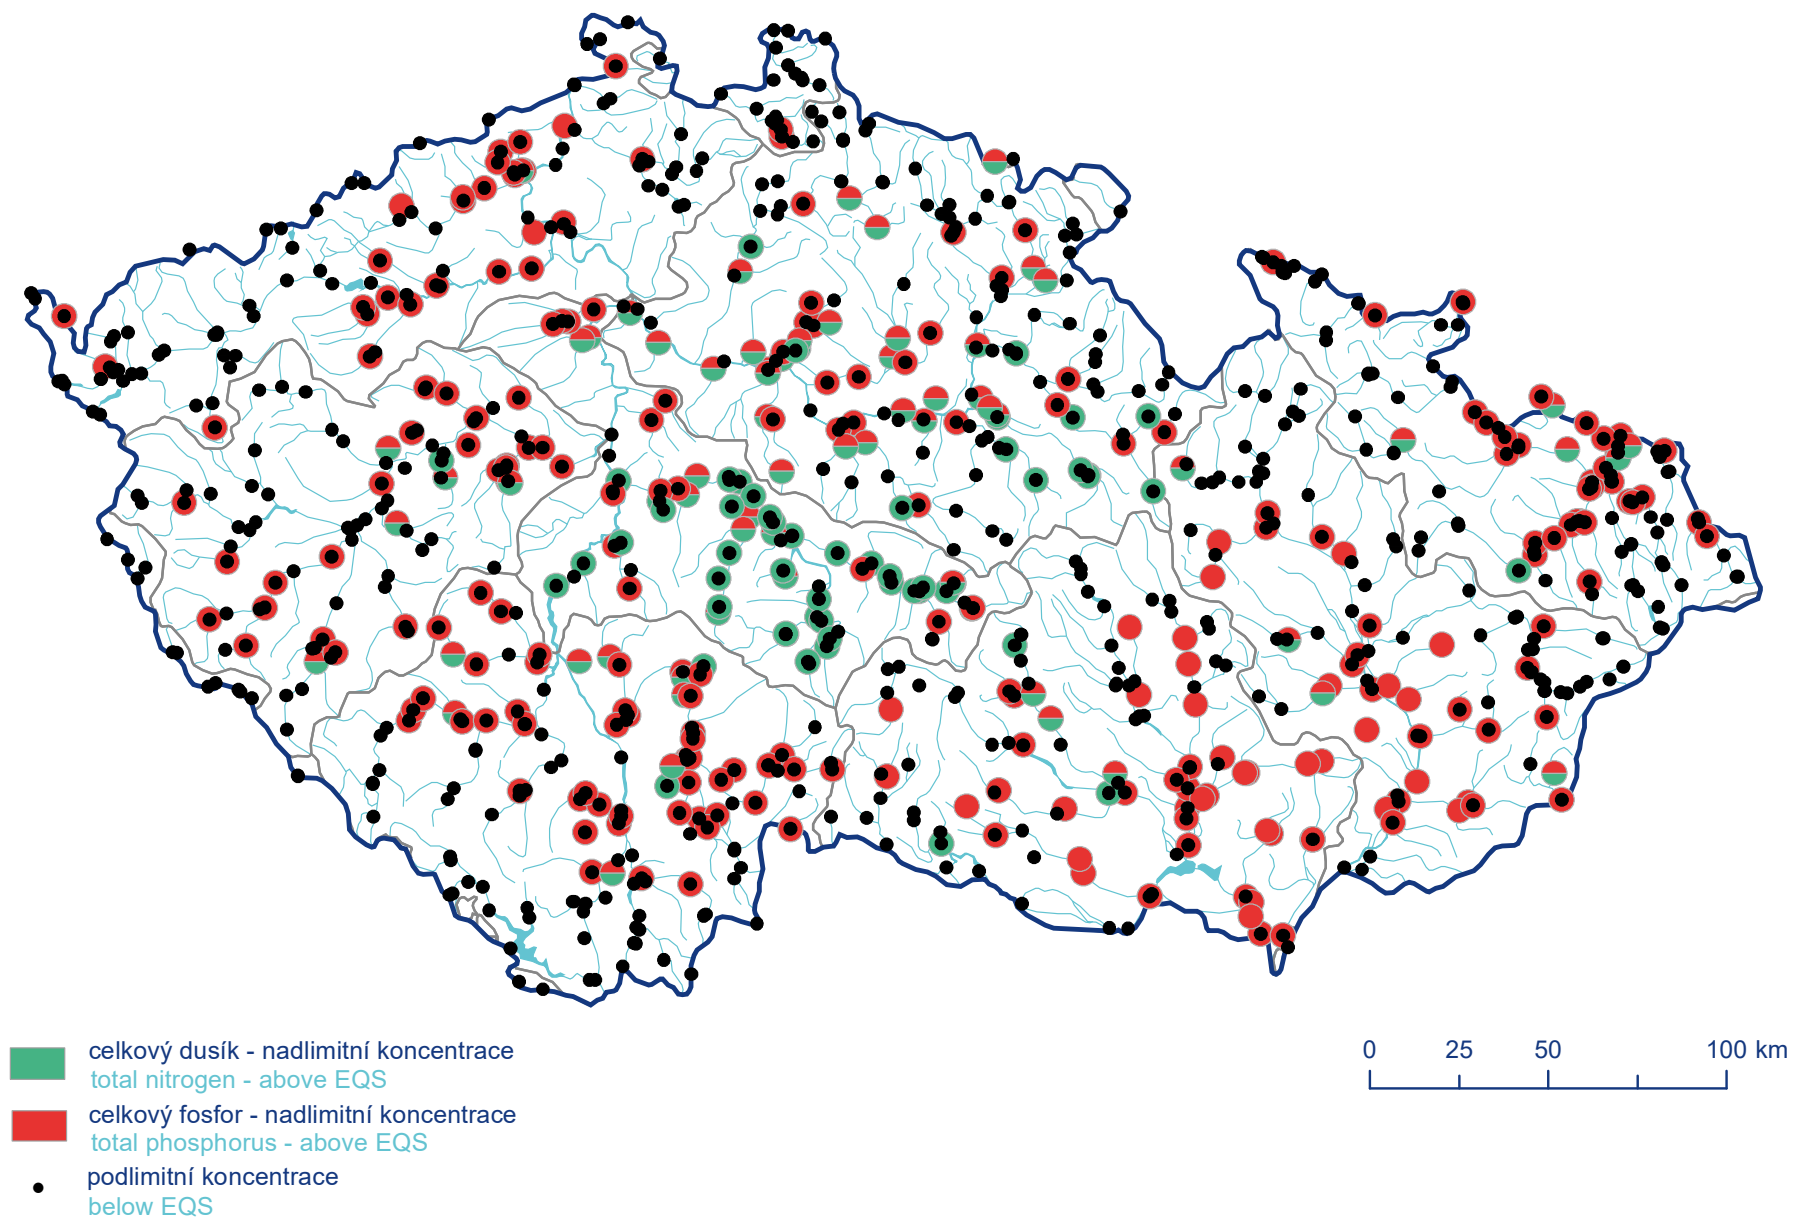 celkový dusík - nadlimitní koncentrace
total nitrogen - above EQS
celkový fosfor - nadlimitní koncentrace
total phosphorus - above EQS
podlimitní koncentrace
below EQS
0 25 50 100 km